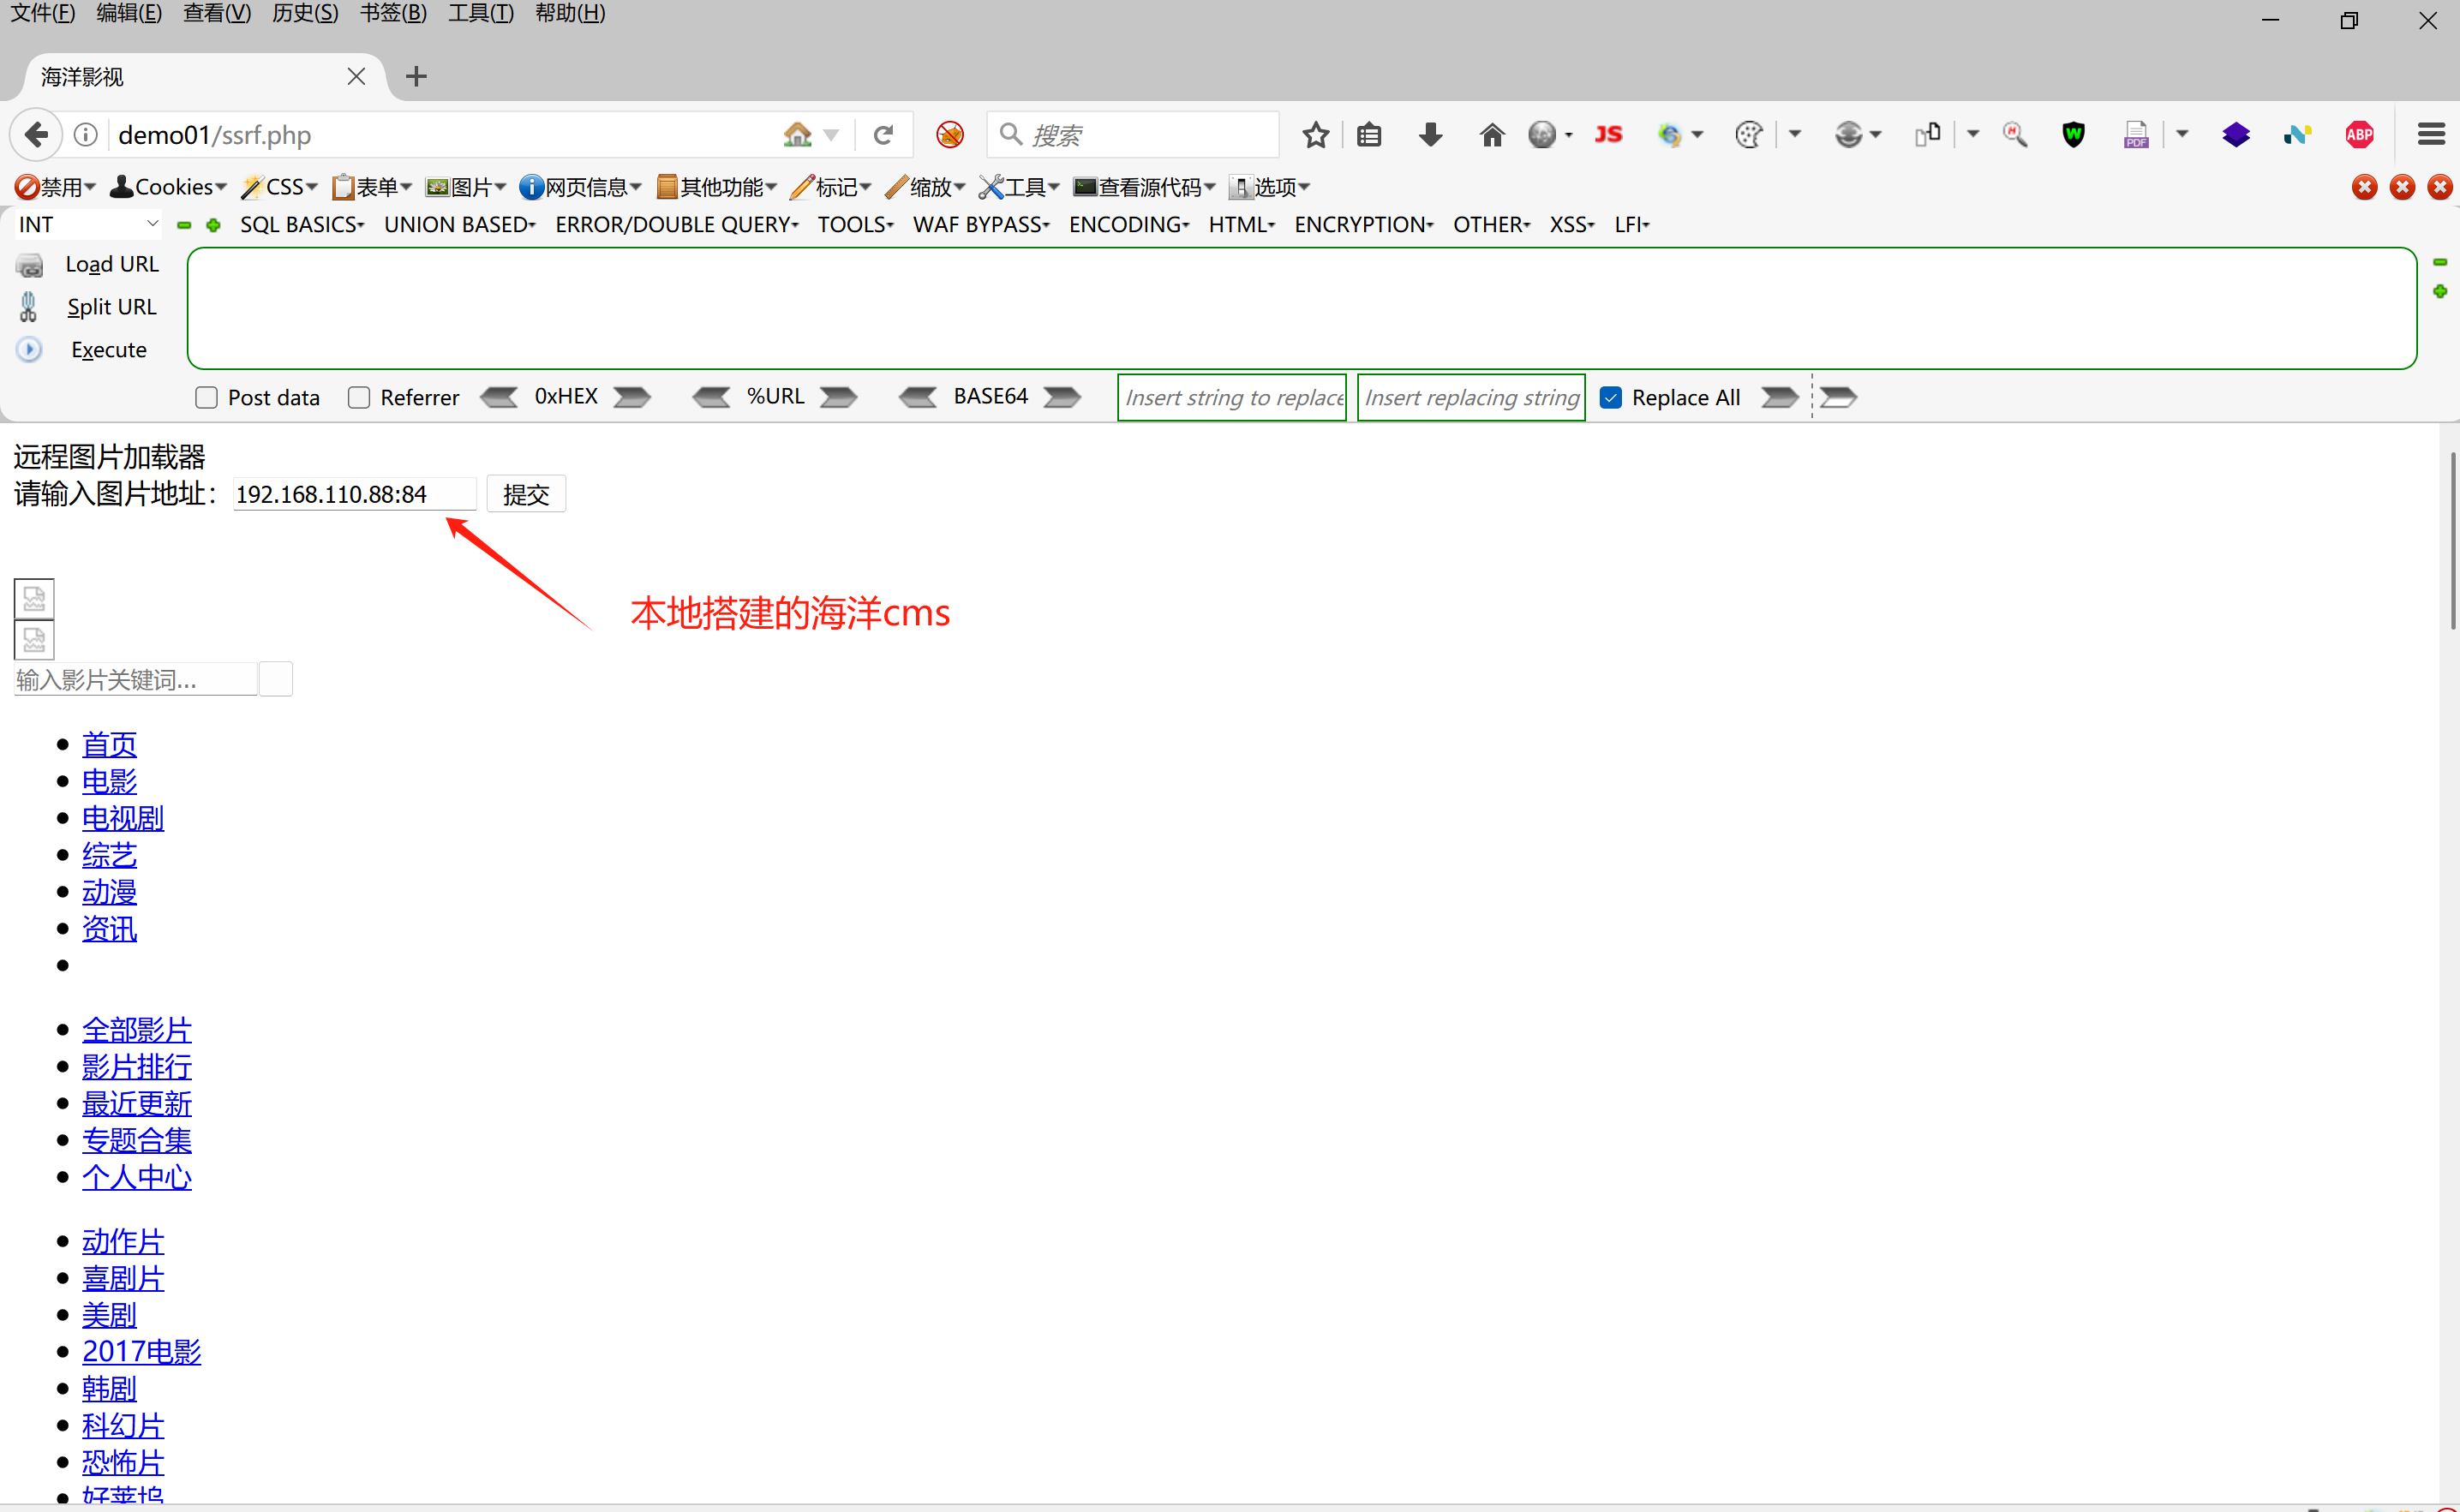 文件(F) 编辑(E) 查看(V) 历史(S) 书签(B) 工具(T) 帮助(H)
海洋影视
demo01/ssrf.php 搜索 JS W PDF N ABP
禁用 Cookies CSS 表单 图片 网页信息 其他功能 标记 缩放 工具 查看源代码 选项
INT SQL BASICS UNION BASED ERROR/DOUBLE QUERY TOOLS WAF BYPASS ENCODING HTML ENCRYPTION OTHER XSS LFI
Load URL
Split URL
Execute
Post data Referrer 0xHEX %URL BASE64 Insert string to replace Insert replacing string Replace All
远程图片加载器
请输入图片地址: 192.168.110.88:84 提交
本地搭建的海洋cms
输入影片关键词...
首页
电影
电视剧
综艺
动漫
资讯
全部影片
影片排行
最近更新
专题合集
个人中心
动作片
喜剧片
美剧
2017电影
韩剧
科幻片
恐怖片
好莱坞